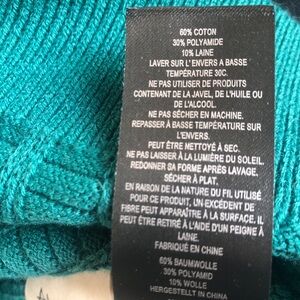 60% COTON
30% POLYAMIDE
10% LAINE
LAVER SUR L'ENVERS A BASSE
TEMPÉRATURE 30C.
NE PAS UTILISER DE PRODUITS
CONTENANT DE LA JAVEL, DE L'HUILE OU
DE L'ALCOOL.
NE PAS SÉCHER EN MACHINE.
REPASSER À BASSE TEMPÉRATURE SUR
L'ENVERS.
PEUT ÊTRE NETTOYÉ À SEC.
NE PAS LAISSER À LA LUMIÈRE DU SOLEIL.
REDONNER SA FORME APRÈS LAVAGE.
SÉCHER À PLAT.
EN RAISON DE LA NATURE DU FIL UTILISÉ
POUR CE PRODUIT, UN EXCÉDENT DE
FIBRE PEUT APPARAÎTRE À LA SURFACE. IL
PEUT ÊTRE RETIRÉ À L'AIDE D'UN PEIGNE À
LAINE.
FABRIQUÉ EN CHINE
60% BAUMWOLLE
30% POLYAMID
10% WOLLE
HERGESTELLT IN CHINA